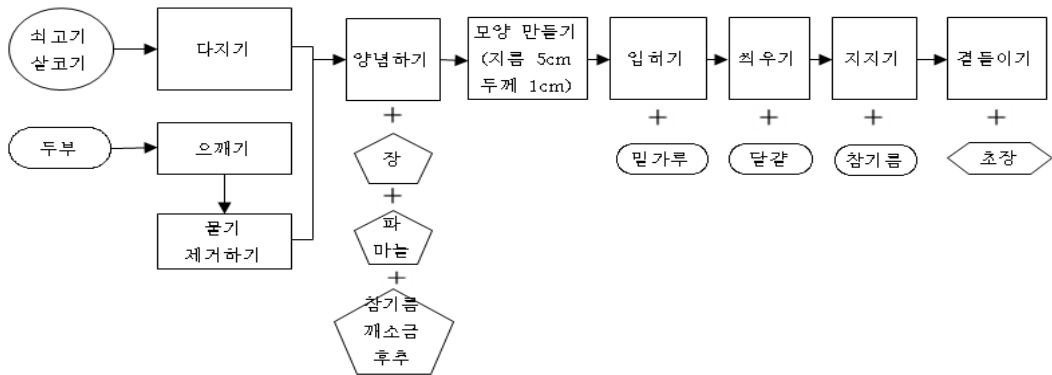 쇠고기
살코기
다지기
두부
으깨기
물기
제거하기
양념하기
+
장
+
파
마늘
+
참기름
깨소금
후추
모양 만들기
(지름 5cm
두께 1cm)
입히기
+
밀가루
씌우기
+
달걀
지지기
+
참기름
곁들이기
+
초장